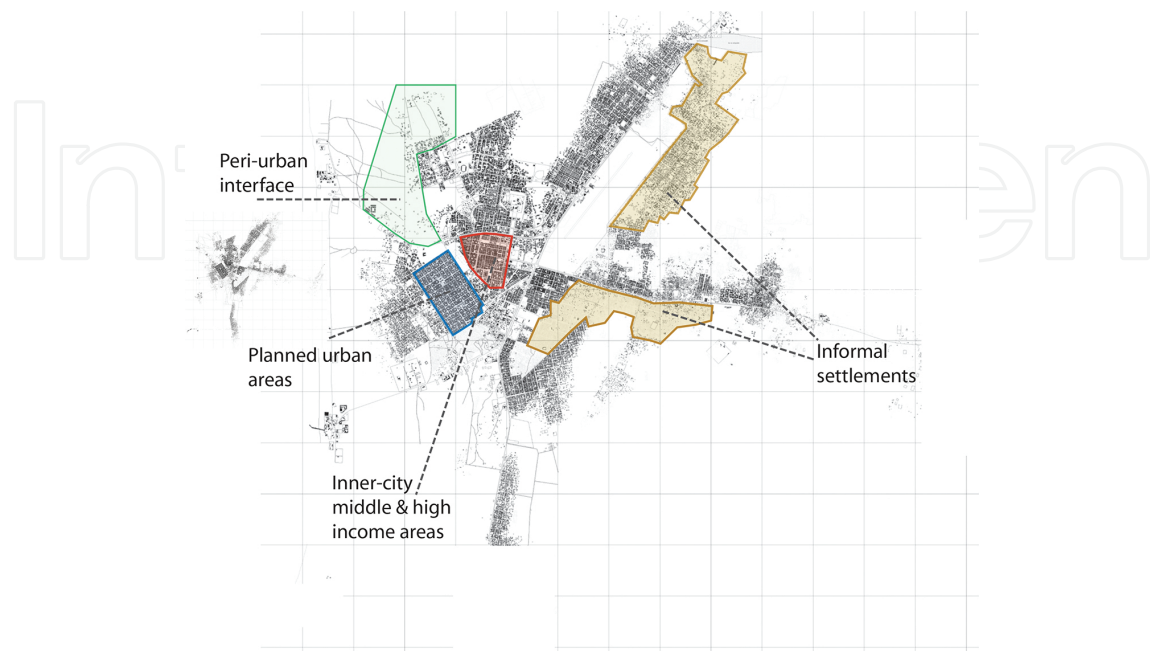 Peri-urban
interface
Planned urban
areas
Informal
settlements
Inner-city
middle & high
income areas